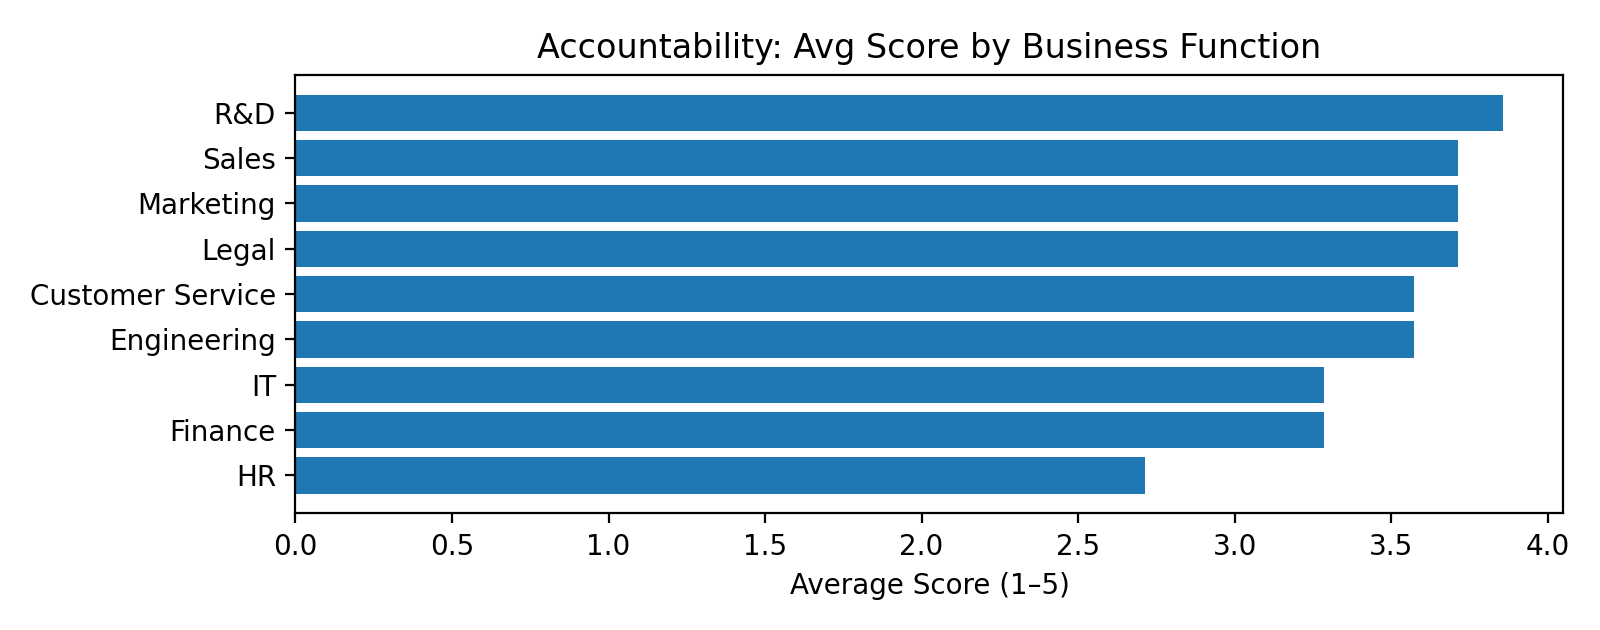 Accountability: Avg Score by Business Function
R&D
Sales
Marketing
Legal
Customer Service
Engineering
IT
Finance
HR
0.0 0.5 1.0 1.5 2.0 2.5 3.0 3.5 4.0
Average Score (1–5)